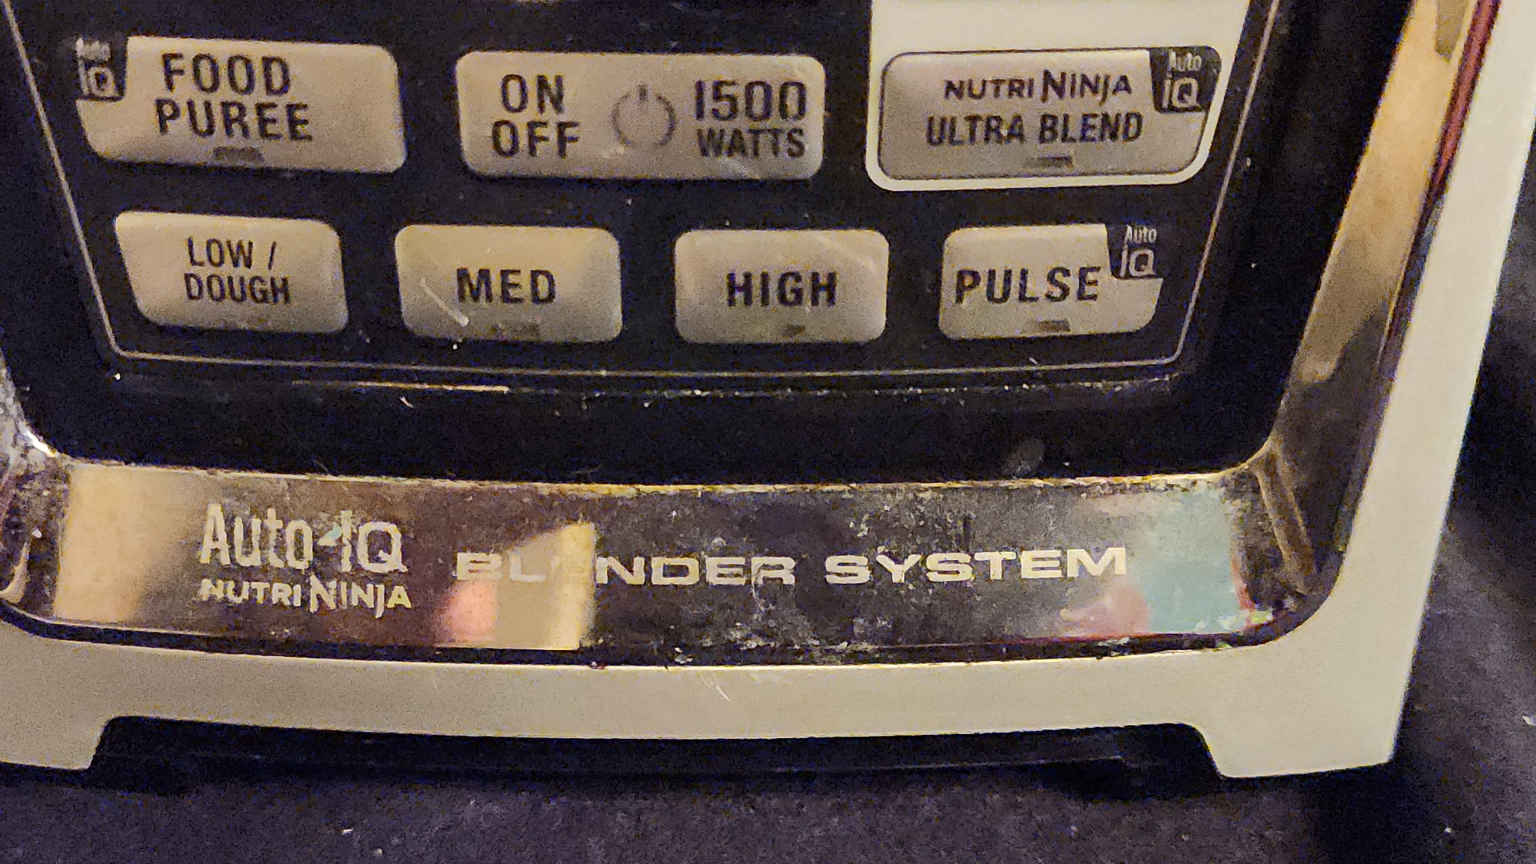 Auto
iQ
FOOD
PUREE
ON
OFF
1500
WATTS
NUTRI NINJA
ULTRA BLEND
Auto
iQ
LOW /
DOUGH
MED
HIGH
PULSE
Auto
iQ
Auto iQ
NUTRI NINJA
BLENDER SYSTEM